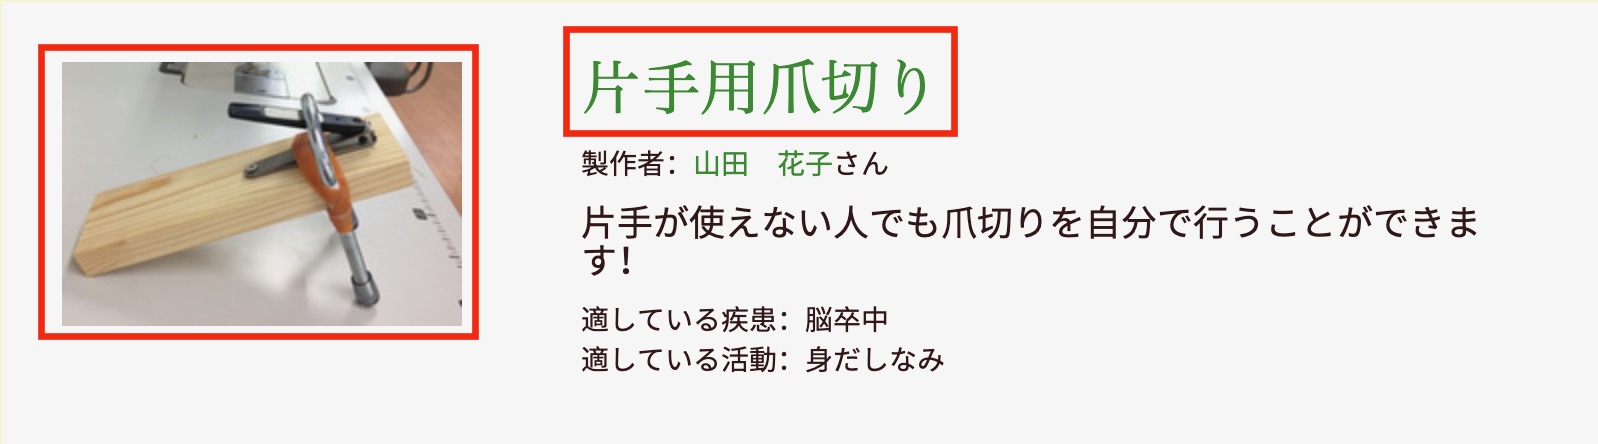 片手用爪切り
製作者：山田　花子さん
片手が使えない人でも爪切りを自分で行うことができま
す！
適している疾患：脳卒中
適している活動：身だしなみ